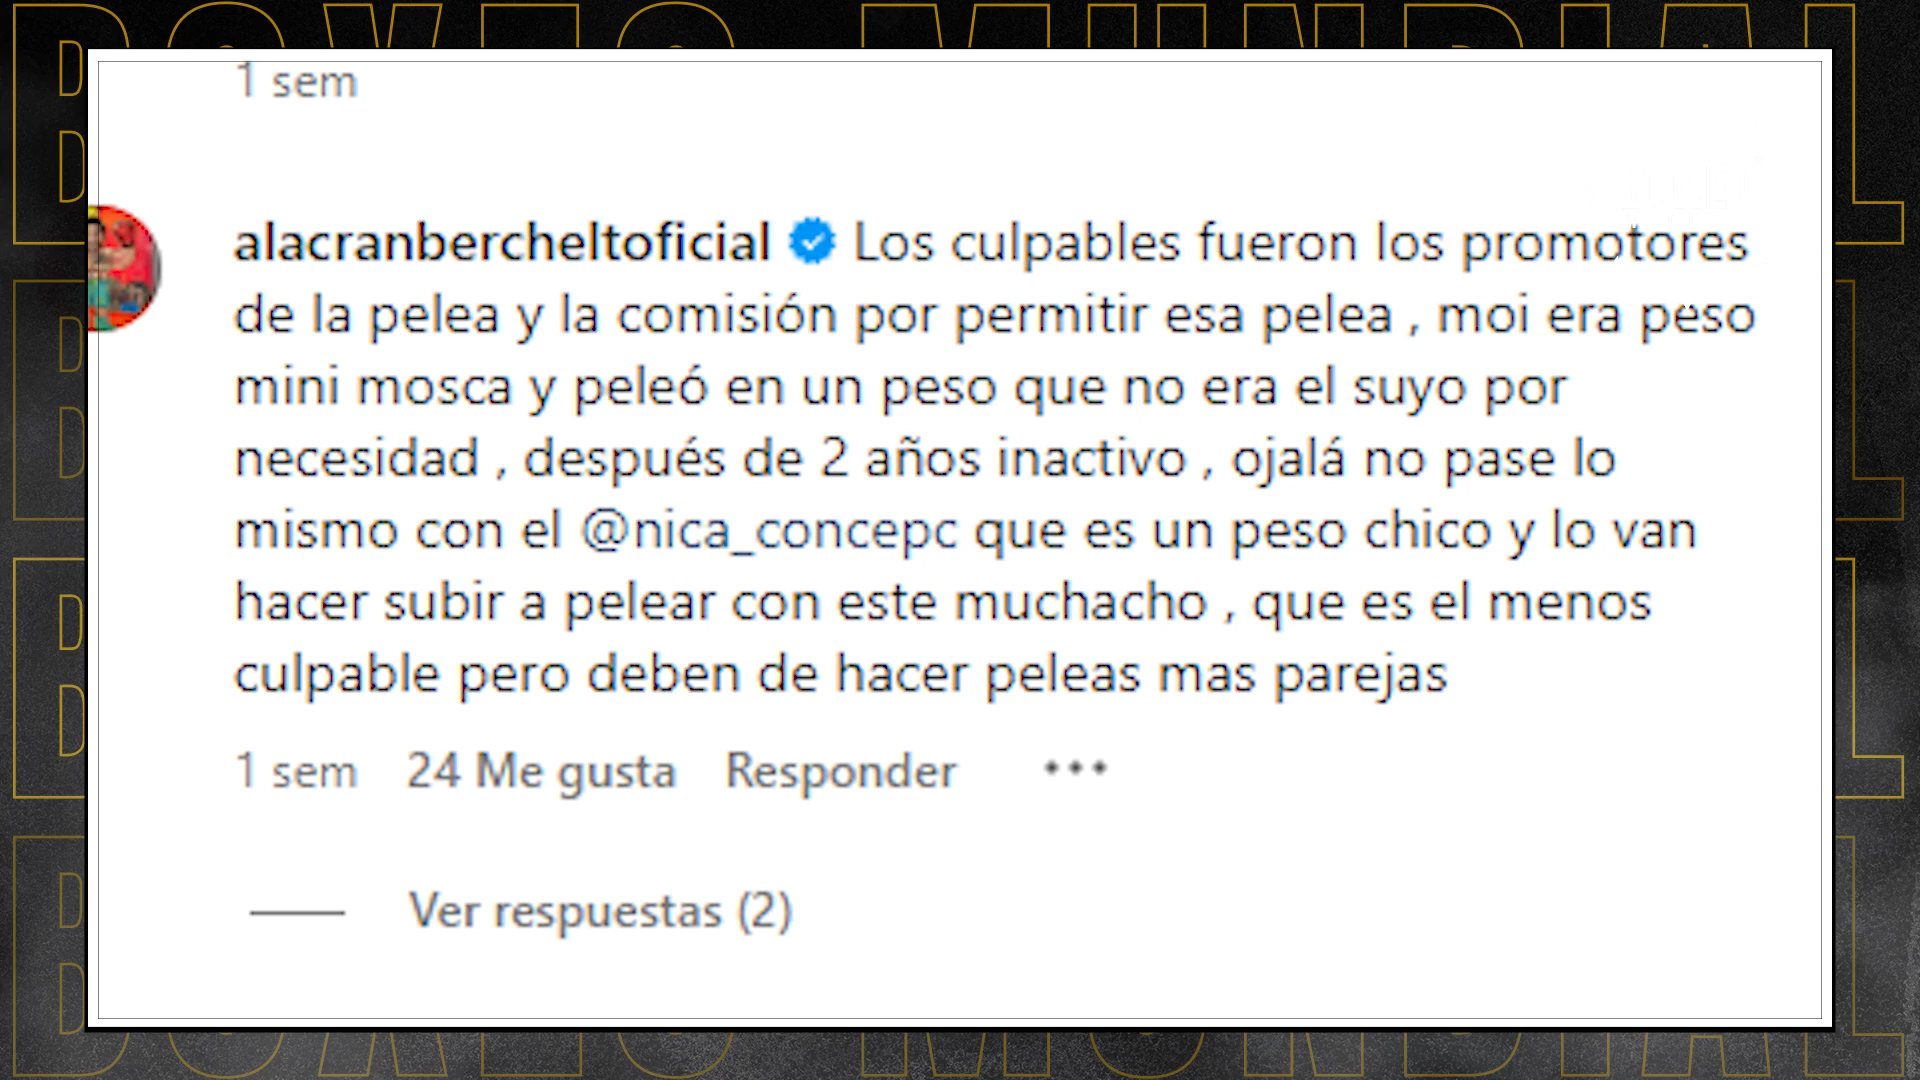 BOXEO MUNDIAL
1 sem
alacranbercheltoficial Los culpables fueron los promotores
de la pelea y la comisión por permitir esa pelea , moi era peso
mini mosca y peleó en un peso que no era el suyo por
necesidad , después de 2 años inactivo , ojalá no pase lo
mismo con el @nica_concepc que es un peso chico y lo van
hacer subir a pelear con este muchacho , que es el menos
culpable pero deben de hacer peleas mas parejas
1 sem 24 Me gusta Responder •••
Ver respuestas (2)
BOXEO MUNDIAL